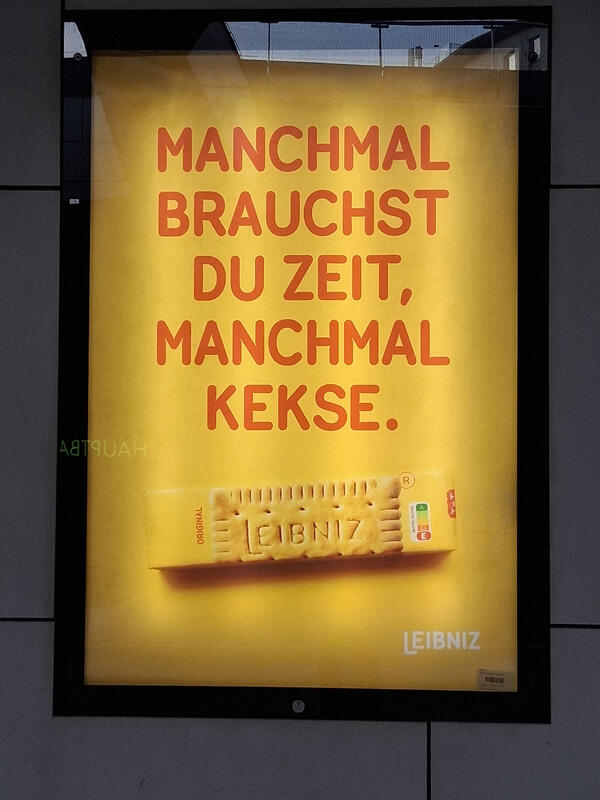 MANCHMAL
BRAUCHST
DU ZEIT,
MANCHMAL
KEKSE.
HAUPTBA
®
ORIGINAL
LEIBNIZ
A
E
LEIBNIZ